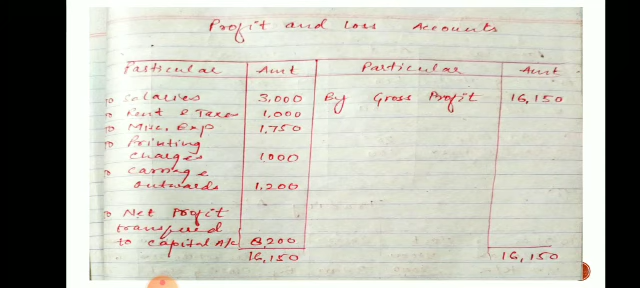 Profit and Loss Accounts
Particular Amt Particular Amt
To Salaries 3,000 By Gross Profit 16,150
To Rent & Taxes 1,000
To Misc. Exp 1,750
To Printing
charges 1000
To Carriage
outwards 1,200
To Net Profit
transferred
to capital A/c 8,200
16,150 16,150